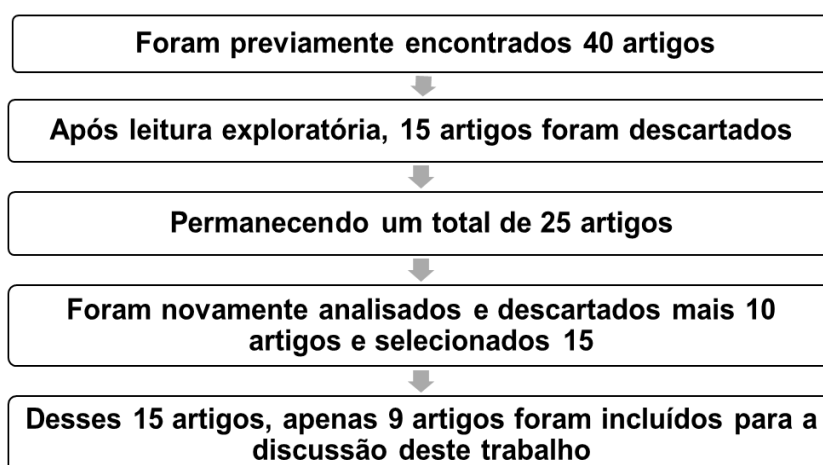 Foram previamente encontrados 40 artigos
Após leitura exploratória, 15 artigos foram descartados
Permanecendo um total de 25 artigos
Foram novamente analisados e descartados mais 10
artigos e selecionados 15
Desses 15 artigos, apenas 9 artigos foram incluídos para a
discussão deste trabalho